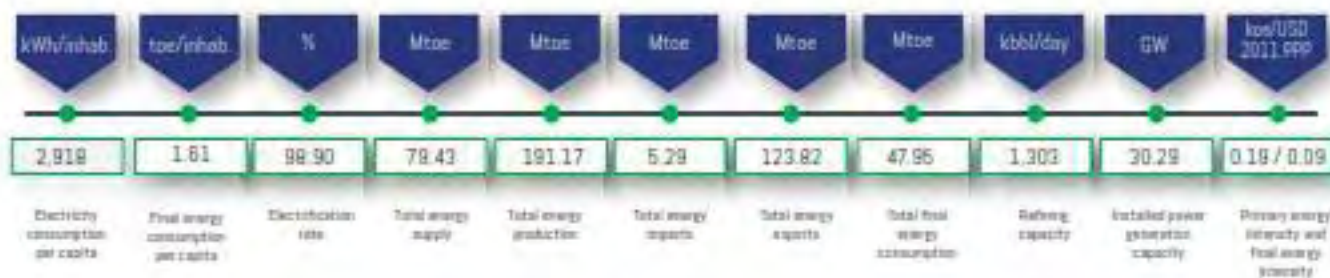 kWh/inhab.
toe/inhab.
%
Mtoe
Mtoe
Mtoe
Mtoe
Mtoe
kbbl/day
GW
koe/USD
2011 PPP
2,918
1.61
98.90
79.43
191.17
5.29
123.82
47.95
1,303
30.29
0.19 / 0.09
Electricity
consumption
per capita
Final energy
consumption
per capita
Electrification
rate
Total energy
supply
Total energy
production
Total energy
imports
Total energy
exports
Total final
energy
consumption
Refining
capacity
Installed power
generation
capacity
Primary energy
intensity and
final energy
intensity